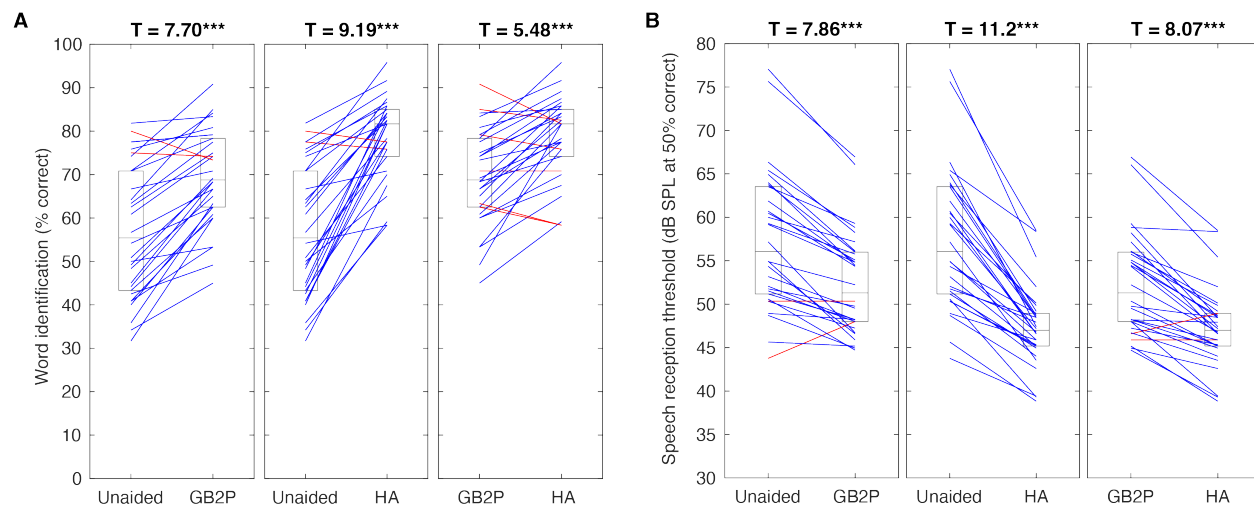 A
T = 7.70***
T = 9.19***
T = 5.48***
Word identification (% correct)
100
90
80
70
60
50
40
30
20
10
0
Unaided GB2P
Unaided HA
GB2P HA
B
T = 7.86***
T = 11.2***
T = 8.07***
Speech reception threshold (dB SPL at 50% correct)
80
75
70
65
60
55
50
45
40
35
30
Unaided GB2P
Unaided HA
GB2P HA